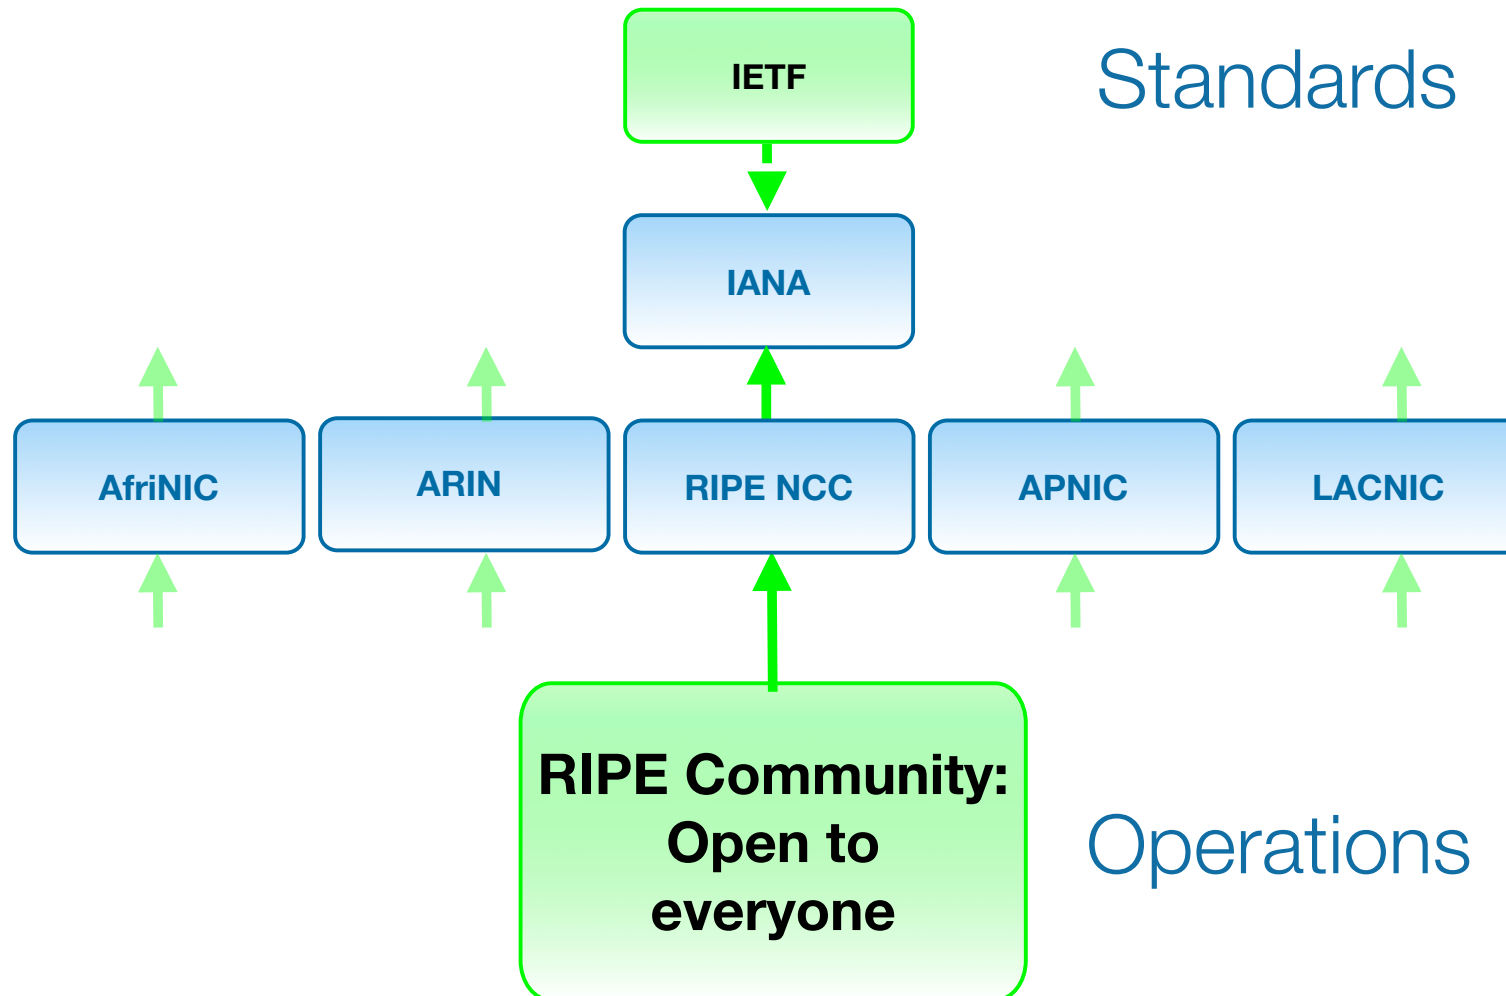 IETF
Standards
IANA
AfriNIC
ARIN
RIPE NCC
APNIC
LACNIC
RIPE Community:
Open to
everyone
Operations